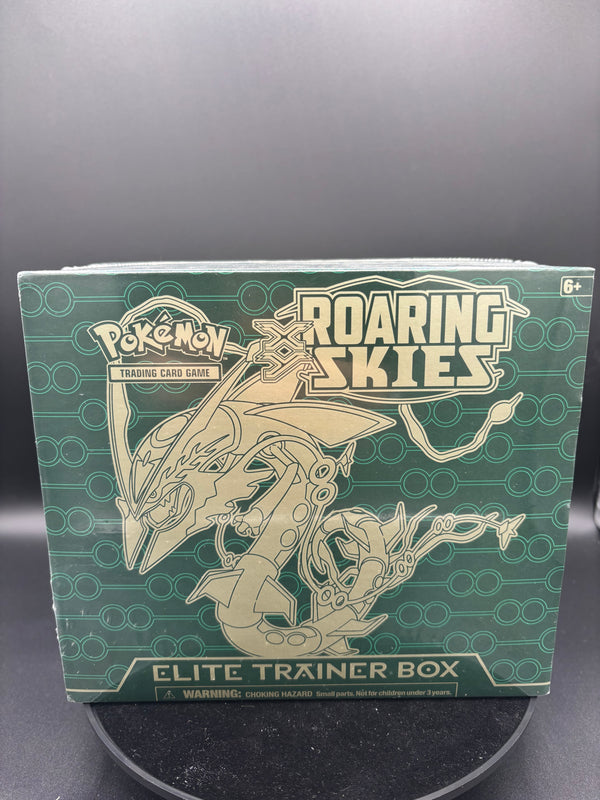 6+
POKéMON
TRADING CARD GAME
XY
ROARING
SKIES
ELITE TRAINER BOX
⚠ WARNING: CHOKING HAZARD Small parts. Not for children under 3 years.